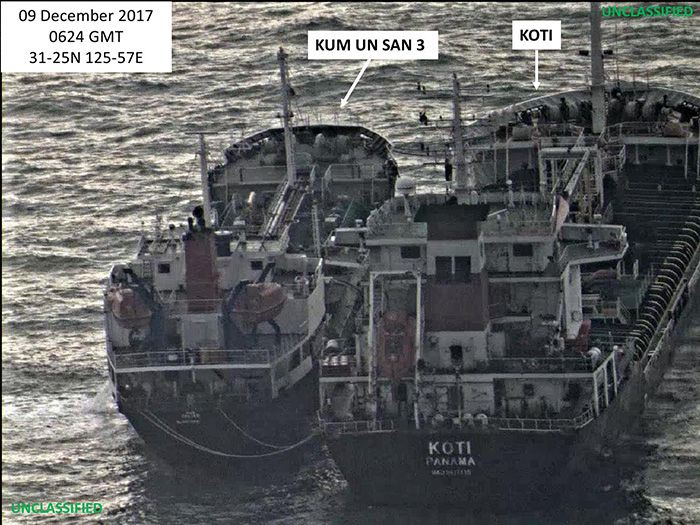 09 December 2017
0624 GMT
31-25N 125-57E
UNCLASSIFIED
KUM UN SAN 3
KOTI
KOTI
PANAMA
UNCLASSIFIED